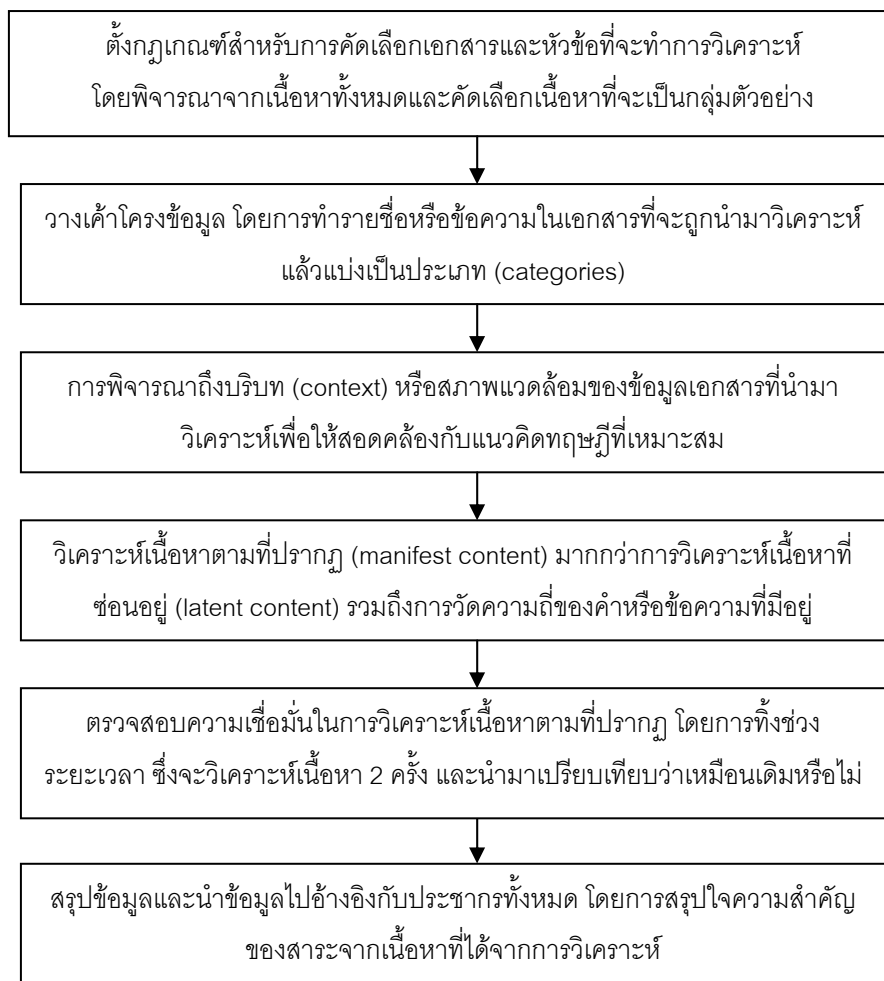 ตั้งกฎเกณฑ์สำหรับการคัดเลือกเอกสารและหัวข้อที่จะทำการวิเคราะห์
โดยพิจารณาจากเนื้อหาทั้งหมดและคัดเลือกเนื้อหาที่จะเป็นกลุ่มตัวอย่าง
วางเค้าโครงข้อมูล โดยการทำรายชื่อหรือข้อความในเอกสารที่จะถูกนำมาวิเคราะห์
แล้วแบ่งเป็นประเภท (categories)
การพิจารณาถึงบริบท (context) หรือสภาพแวดล้อมของข้อมูลเอกสารที่นำมา
วิเคราะห์เพื่อให้สอดคล้องกับแนวคิดทฤษฎีที่เหมาะสม
วิเคราะห์เนื้อหาตามที่ปรากฏ (manifest content) มากกว่าการวิเคราะห์เนื้อหาที่
ซ่อนอยู่ (latent content) รวมถึงการวัดความถี่ของคำหรือข้อความที่มีอยู่
ตรวจสอบความเชื่อมั่นในการวิเคราะห์เนื้อหาตามที่ปรากฏ โดยการทิ้งช่วง
ระยะเวลา ซึ่งจะวิเคราะห์เนื้อหา 2 ครั้ง และนำมาเปรียบเทียบว่าเหมือนเดิมหรือไม่
สรุปข้อมูลและนำข้อมูลไปอ้างอิงกับประชากรทั้งหมด โดยการสรุปใจความสำคัญ
ของสาระจากเนื้อหาที่ได้จากการวิเคราะห์